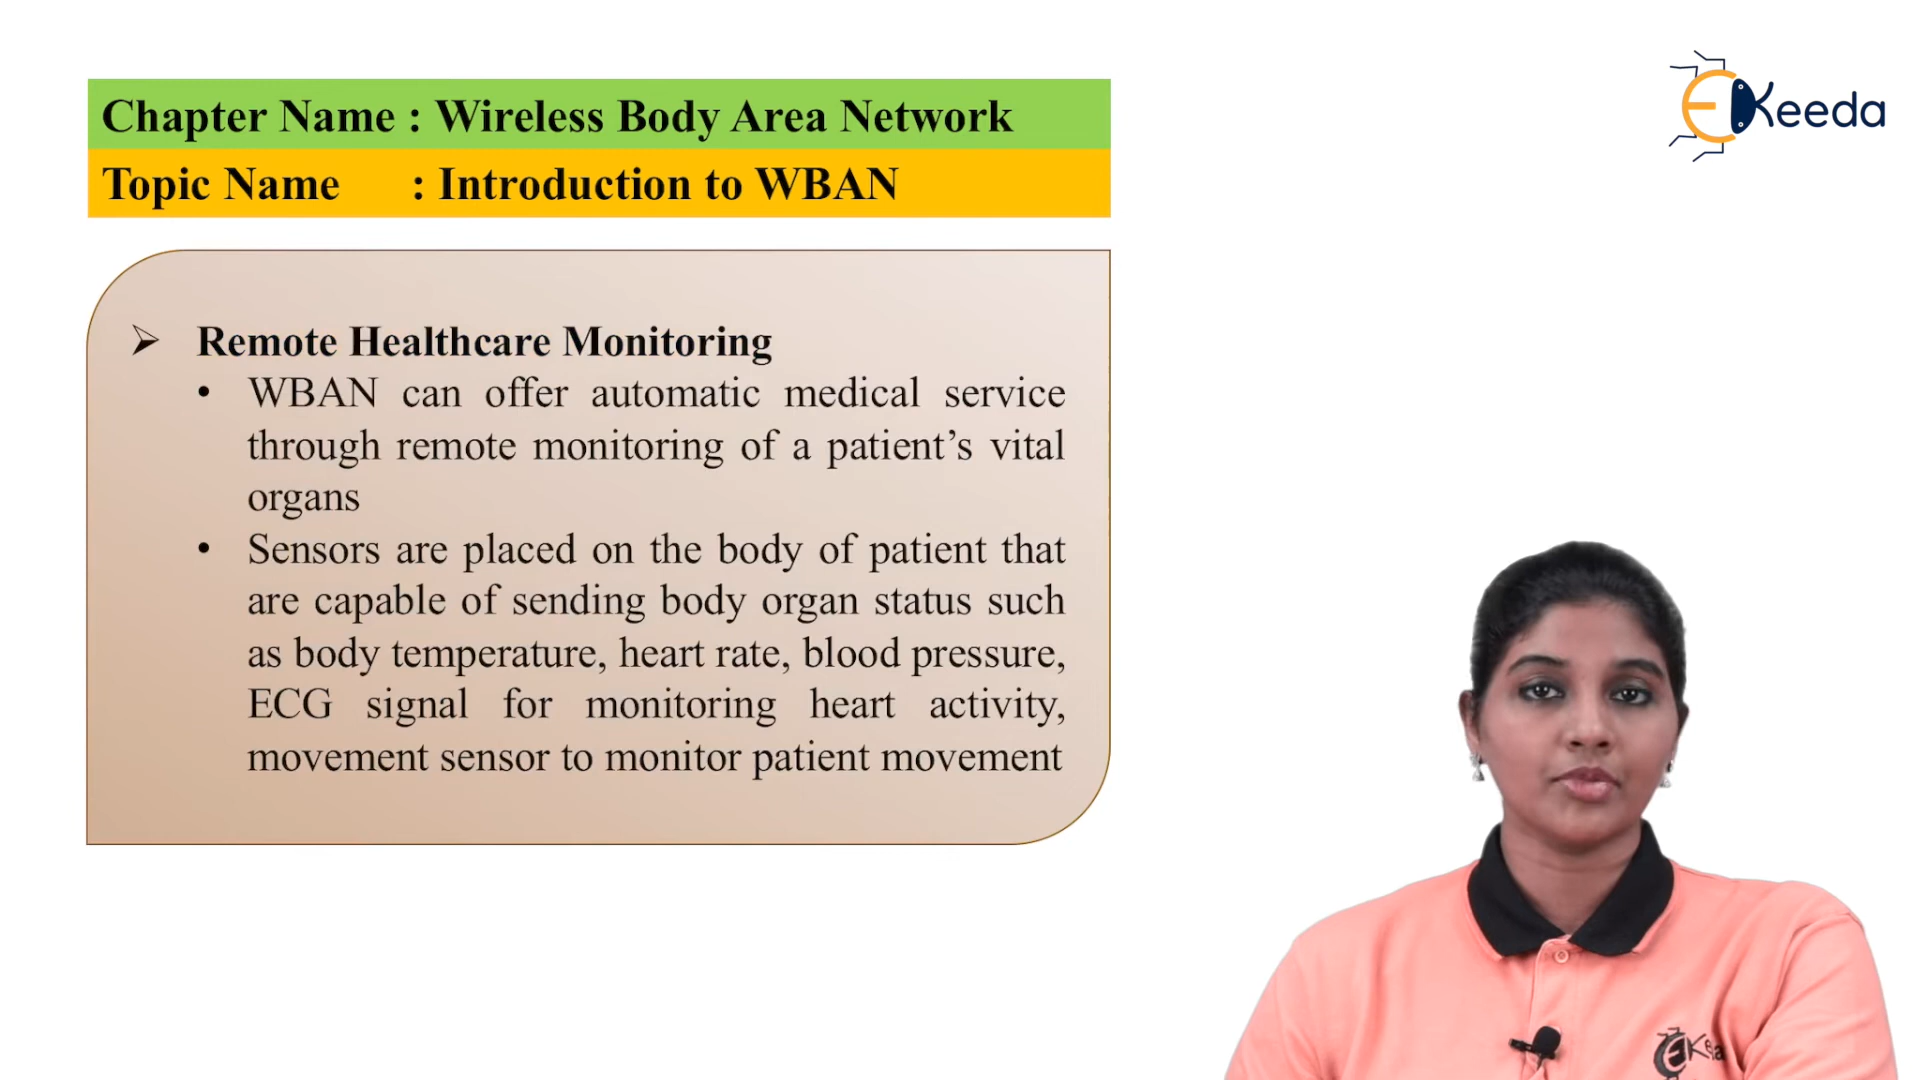 EKeeda
Chapter Name : Wireless Body Area Network
Topic Name : Introduction to WBAN
➢ Remote Healthcare Monitoring
• WBAN can offer automatic medical service
through remote monitoring of a patient’s vital
organs
• Sensors are placed on the body of patient that
are capable of sending body organ status such
as body temperature, heart rate, blood pressure,
ECG signal for monitoring heart activity,
movement sensor to monitor patient movement